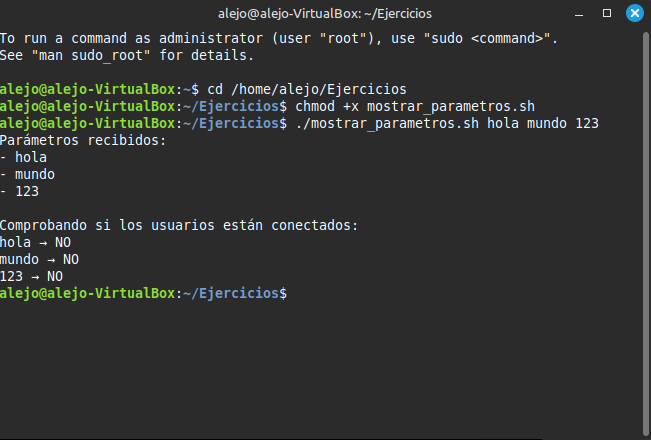 alejo@alejo-VirtualBox: ~/Ejercicios
To run a command as administrator (user "root"), use "sudo <command>".
See "man sudo_root" for details.
alejo@alejo-VirtualBox:~$ cd /home/alejo/Ejercicios
alejo@alejo-VirtualBox:~/Ejercicios$ chmod +x mostrar_parametros.sh
alejo@alejo-VirtualBox:~/Ejercicios$ ./mostrar_parametros.sh hola mundo 123
Parámetros recibidos:
- hola
- mundo
- 123
Comprobando si los usuarios están conectados:
hola → NO
mundo → NO
123 → NO
alejo@alejo-VirtualBox:~/Ejercicios$